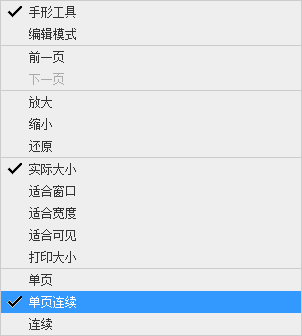 手形工具
编辑模式
前一页
下一页
放大
缩小
还原
实际大小
适合窗口
适合宽度
适合可见
打印大小
单页
单页连续
连续